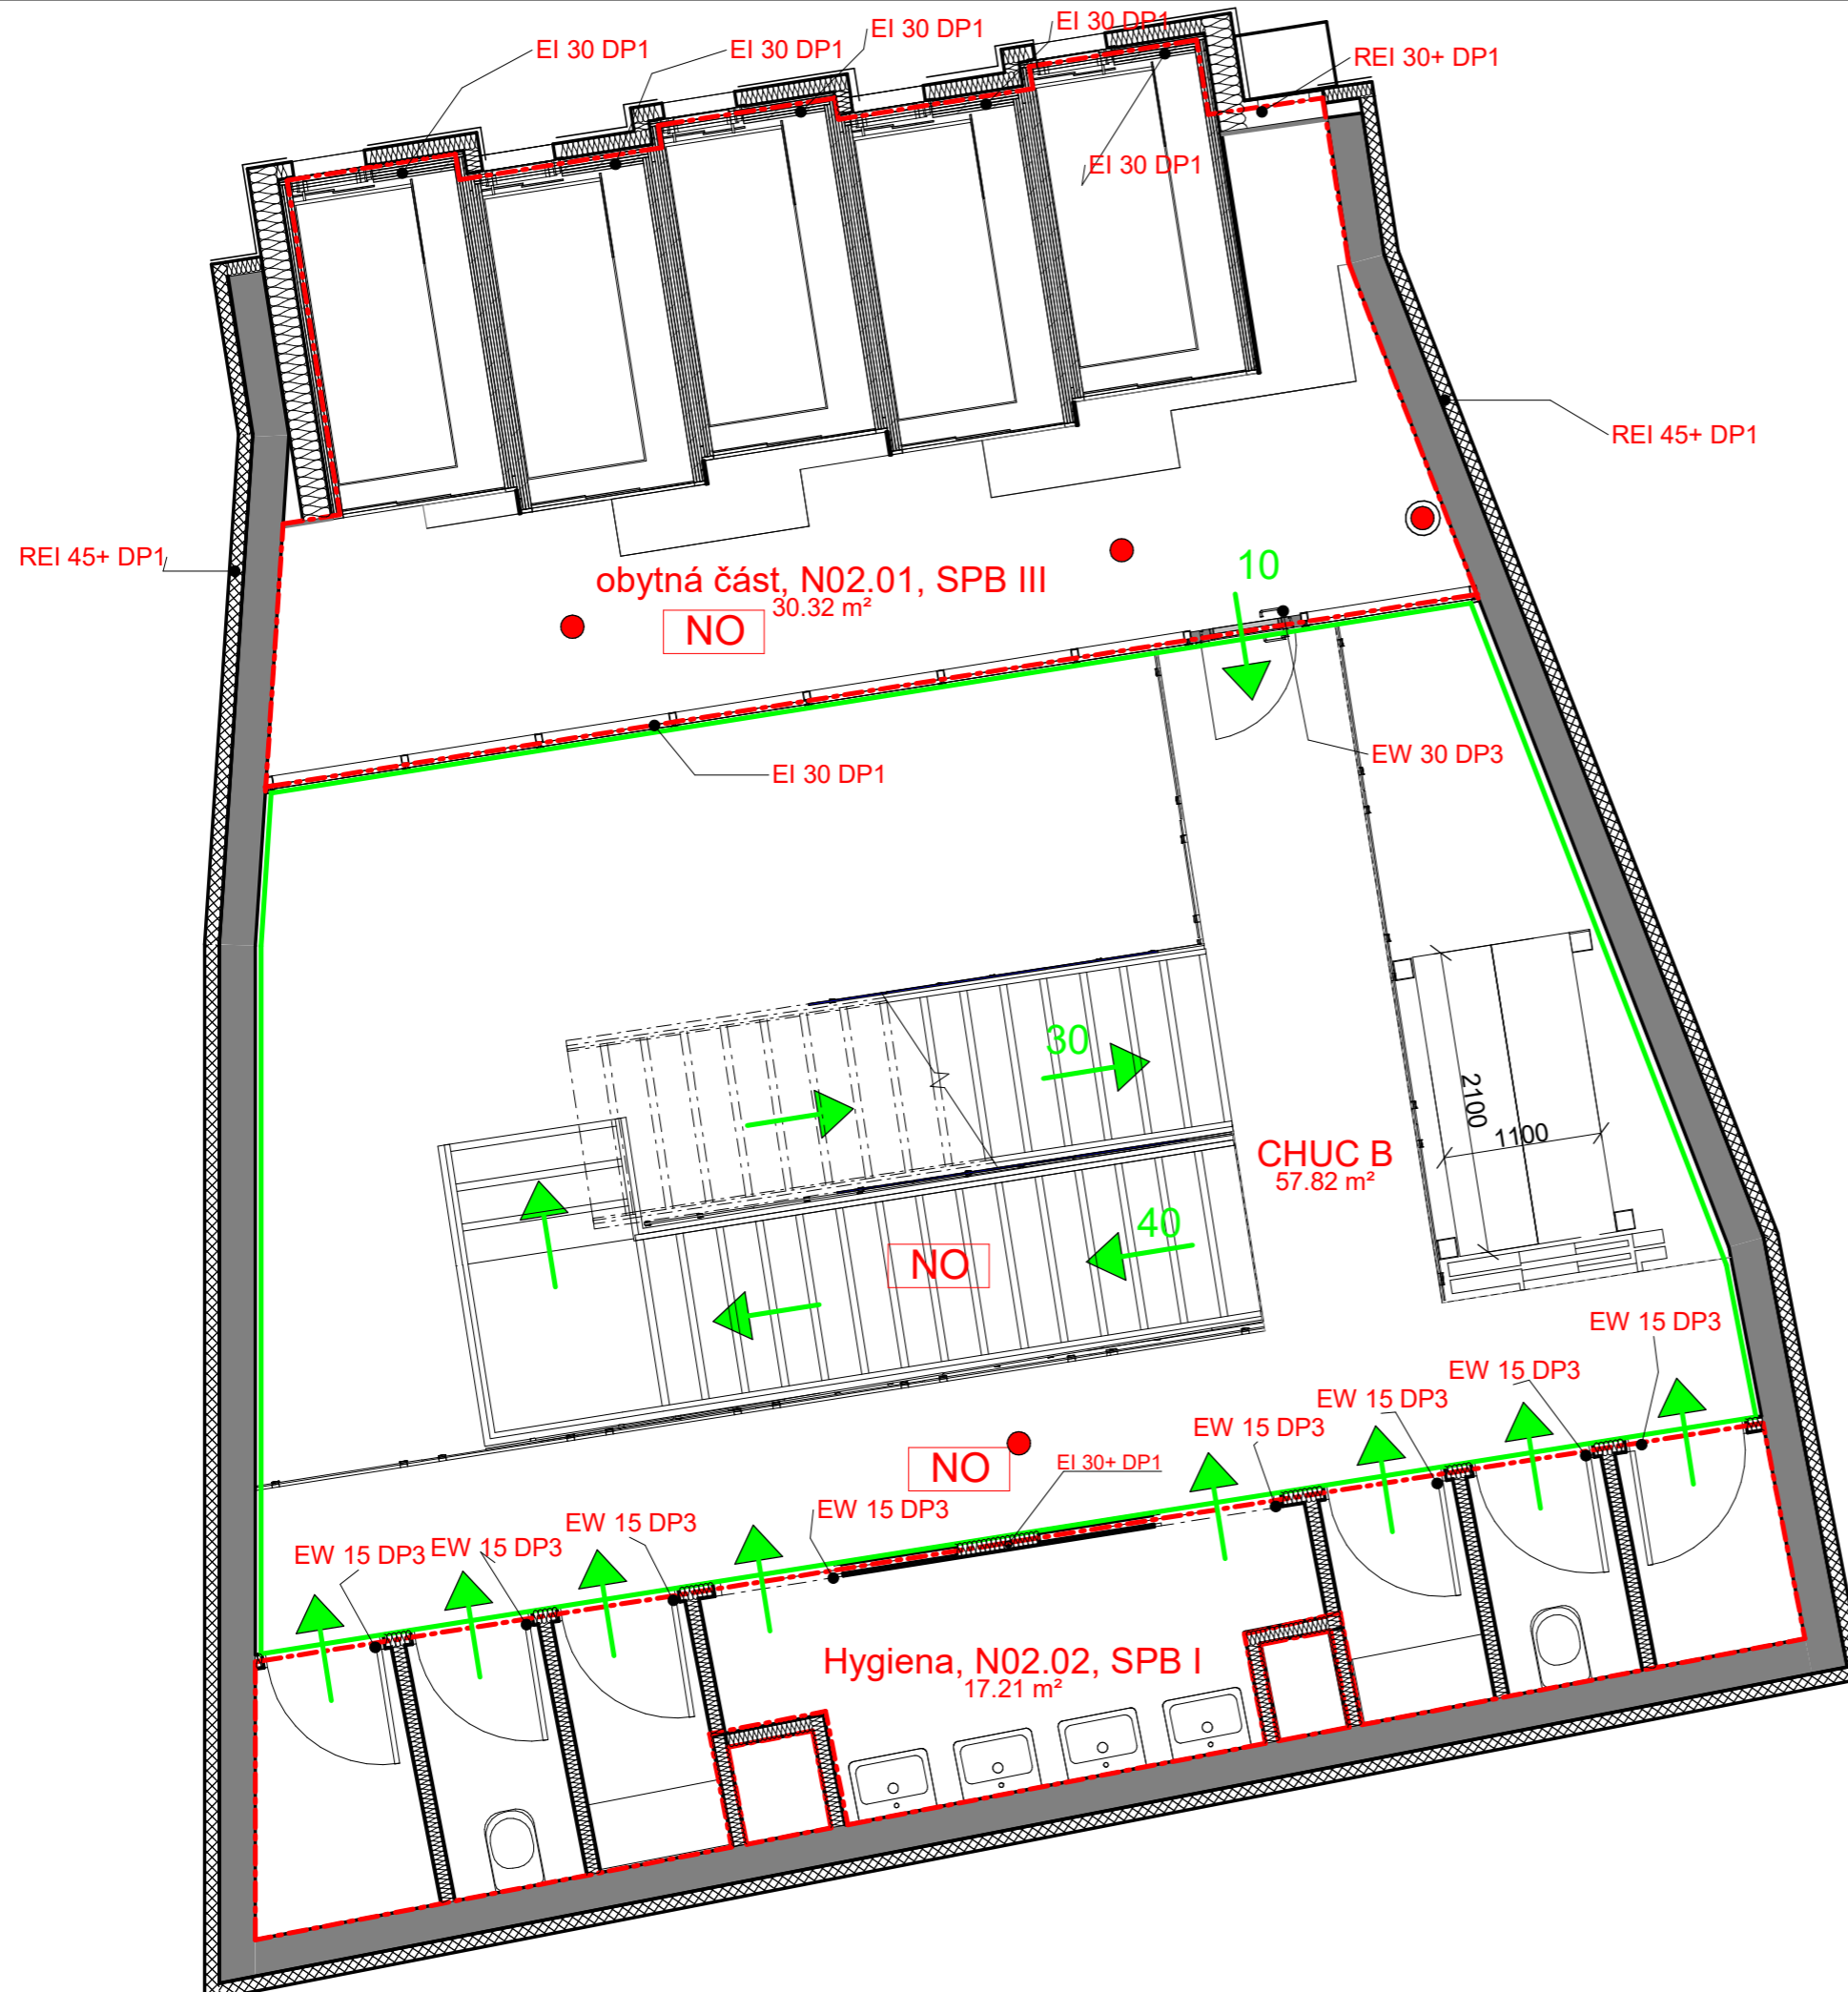 EI 30 DP1
EI 30 DP1
EI 30 DP1
EI 30 DP1
REI 30+ DP1
EI 30 DP1
REI 45+ DP1
REI 45+ DP1
10
obytná část, N02.01, SPB III
30.32 m²
NO
EW 30 DP3
EI 30 DP1
30
2100
1100
CHUC B
57.82 m²
40
NO
EW 15 DP3
EW 15 DP3
EW 15 DP3
EW 15 DP3
NO
EI 30+ DP1
EW 15 DP3
EW 15 DP3
EW 15 DP3
EW 15 DP3
Hygiena, N02.02, SPB I
17.21 m²